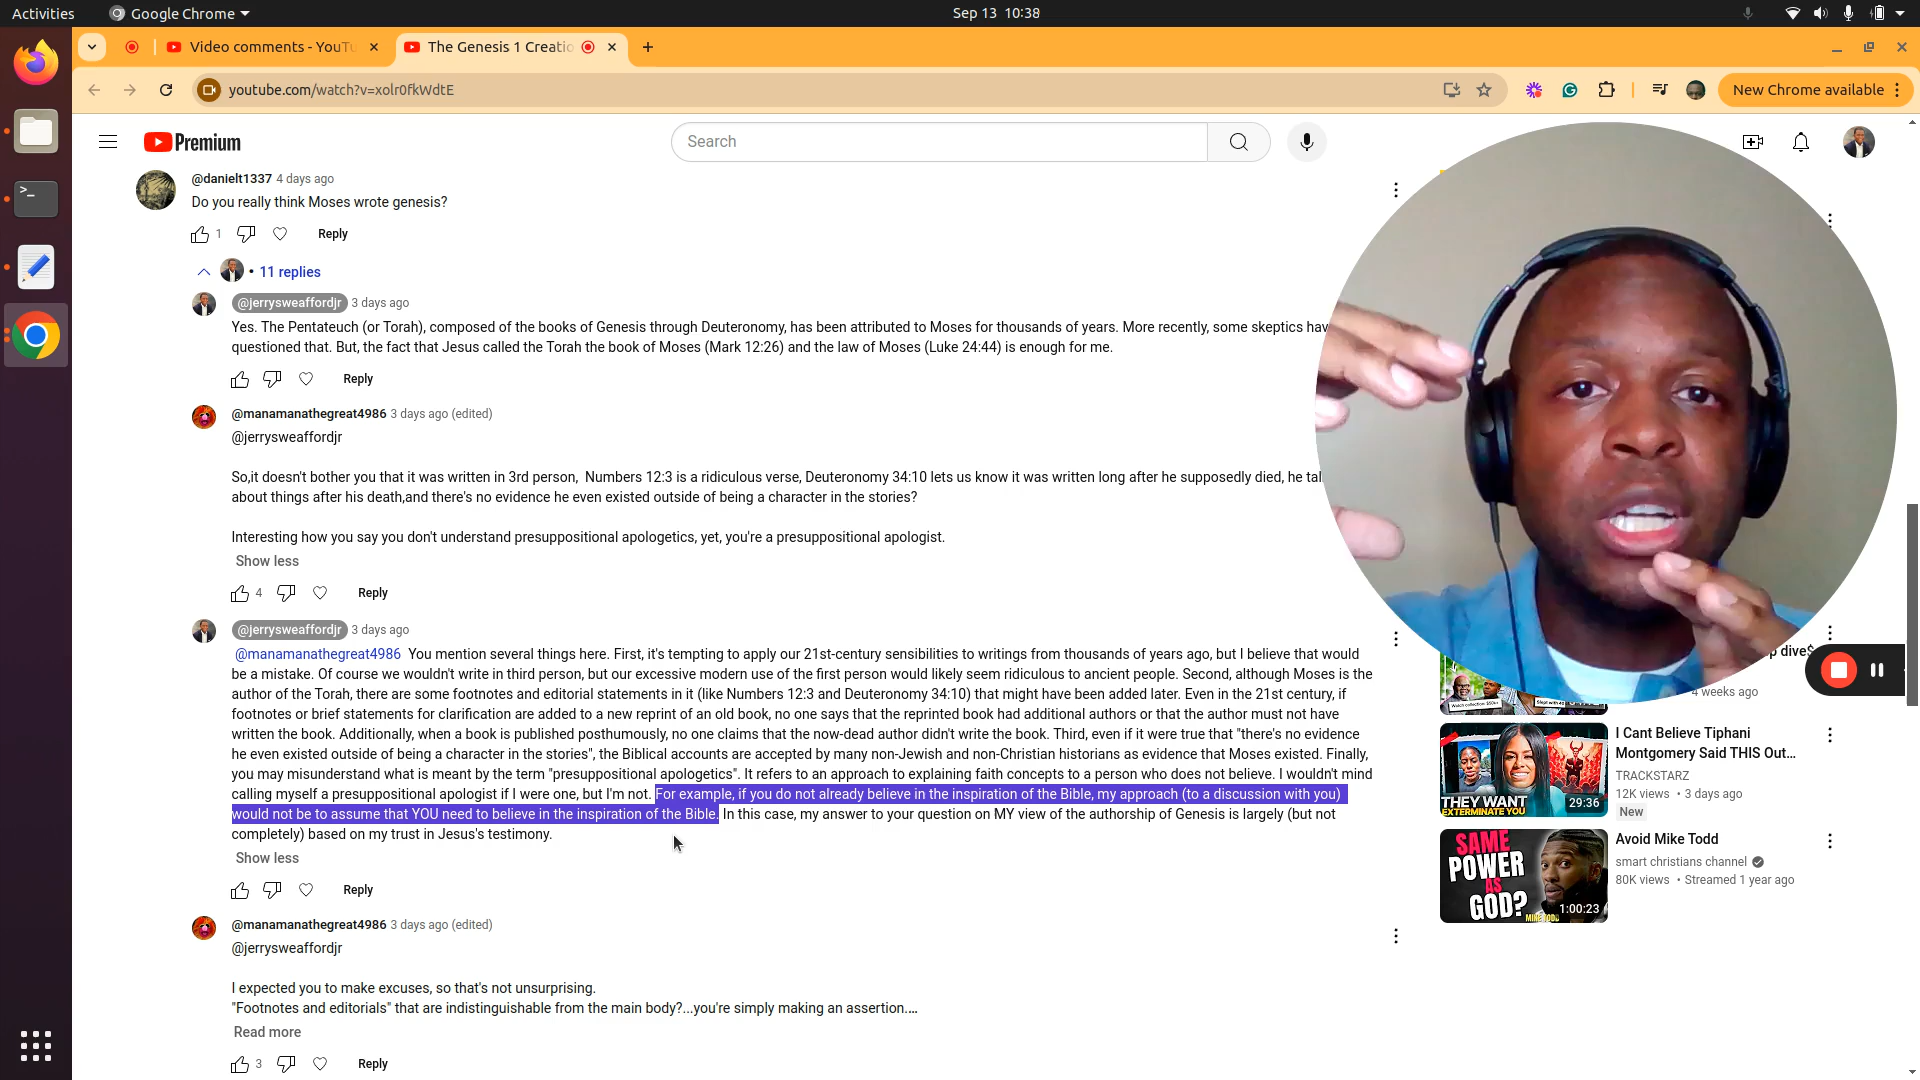 Activities
Google Chrome
Sep 13 10:38
Video comments - YouTu
The Genesis 1 Creatio
youtube.com/watch?v=xolr0fkWdtE
New Chrome available
Premium
Search
@danielt1337 4 days ago
Do you really think Moses wrote genesis?
1
Reply
• 11 replies
@jerrysweaffordjr 3 days ago
Yes. The Pentateuch (or Torah), composed of the books of Genesis through Deuteronomy, has been attributed to Moses for thousands of years. More recently, some skeptics hav
questioned that. But, the fact that Jesus called the Torah the book of Moses (Mark 12:26) and the law of Moses (Luke 24:44) is enough for me.
Reply
@manamanathegreat4986 3 days ago (edited)
@jerrysweaffordjr
So,it doesn't bother you that it was written in 3rd person, Numbers 12:3 is a ridiculous verse, Deuteronomy 34:10 lets us know it was written long after he supposedly died, he tal
about things after his death,and there's no evidence he even existed outside of being a character in the stories?
Interesting how you say you don't understand presuppositional apologetics, yet, you're a presuppositional apologist.
Show less
4
Reply
@jerrysweaffordjr 3 days ago
@manamanathegreat4986 You mention several things here. First, it's tempting to apply our 21st-century sensibilities to writings from thousands of years ago, but I believe that would
be a mistake. Of course we wouldn't write in third person, but our excessive modern use of the first person would likely seem ridiculous to ancient people. Second, although Moses is the
author of the Torah, there are some footnotes and editorial statements in it (like Numbers 12:3 and Deuteronomy 34:10) that might have been added later. Even in the 21st century, if
footnotes or brief statements for clarification are added to a new reprint of an old book, no one says that the reprinted book had additional authors or that the author must not have
written the book. Additionally, when a book is published posthumously, no one claims that the now-dead author didn't write the book. Third, even if it were true that "there's no evidence
he even existed outside of being a character in the stories", the Biblical accounts are accepted by many non-Jewish and non-Christian historians as evidence that Moses existed. Finally,
you may misunderstand what is meant by the term "presuppositional apologetics". It refers to an approach to explaining faith concepts to a person who does not believe. I wouldn't mind
calling myself a presuppositional apologist if I were one, but I'm not. For example, if you do not already believe in the inspiration of the Bible, my approach (to a discussion with you)
would not be to assume that YOU need to believe in the inspiration of the Bible. In this case, my answer to your question on MY view of the authorship of Genesis is largely (but not
completely) based on my trust in Jesus's testimony.
Show less
Reply
@manamanathegreat4986 3 days ago (edited)
@jerrysweaffordjr
I expected you to make excuses, so that's not unsurprising.
"Footnotes and editorials" that are indistinguishable from the main body?...you're simply making an assertion....
Read more
3
Reply
p dive$
4 weeks ago
THEY WANT
EXTERMINATE YOU
29:36
I Cant Believe Tiphani
Montgomery Said THIS Out...
TRACKSTARZ
12K views • 3 days ago
New
SAME
POWER
AS
GOD?
MIKE TODD
1:00:23
Avoid Mike Todd
smart christians channel
80K views • Streamed 1 year ago